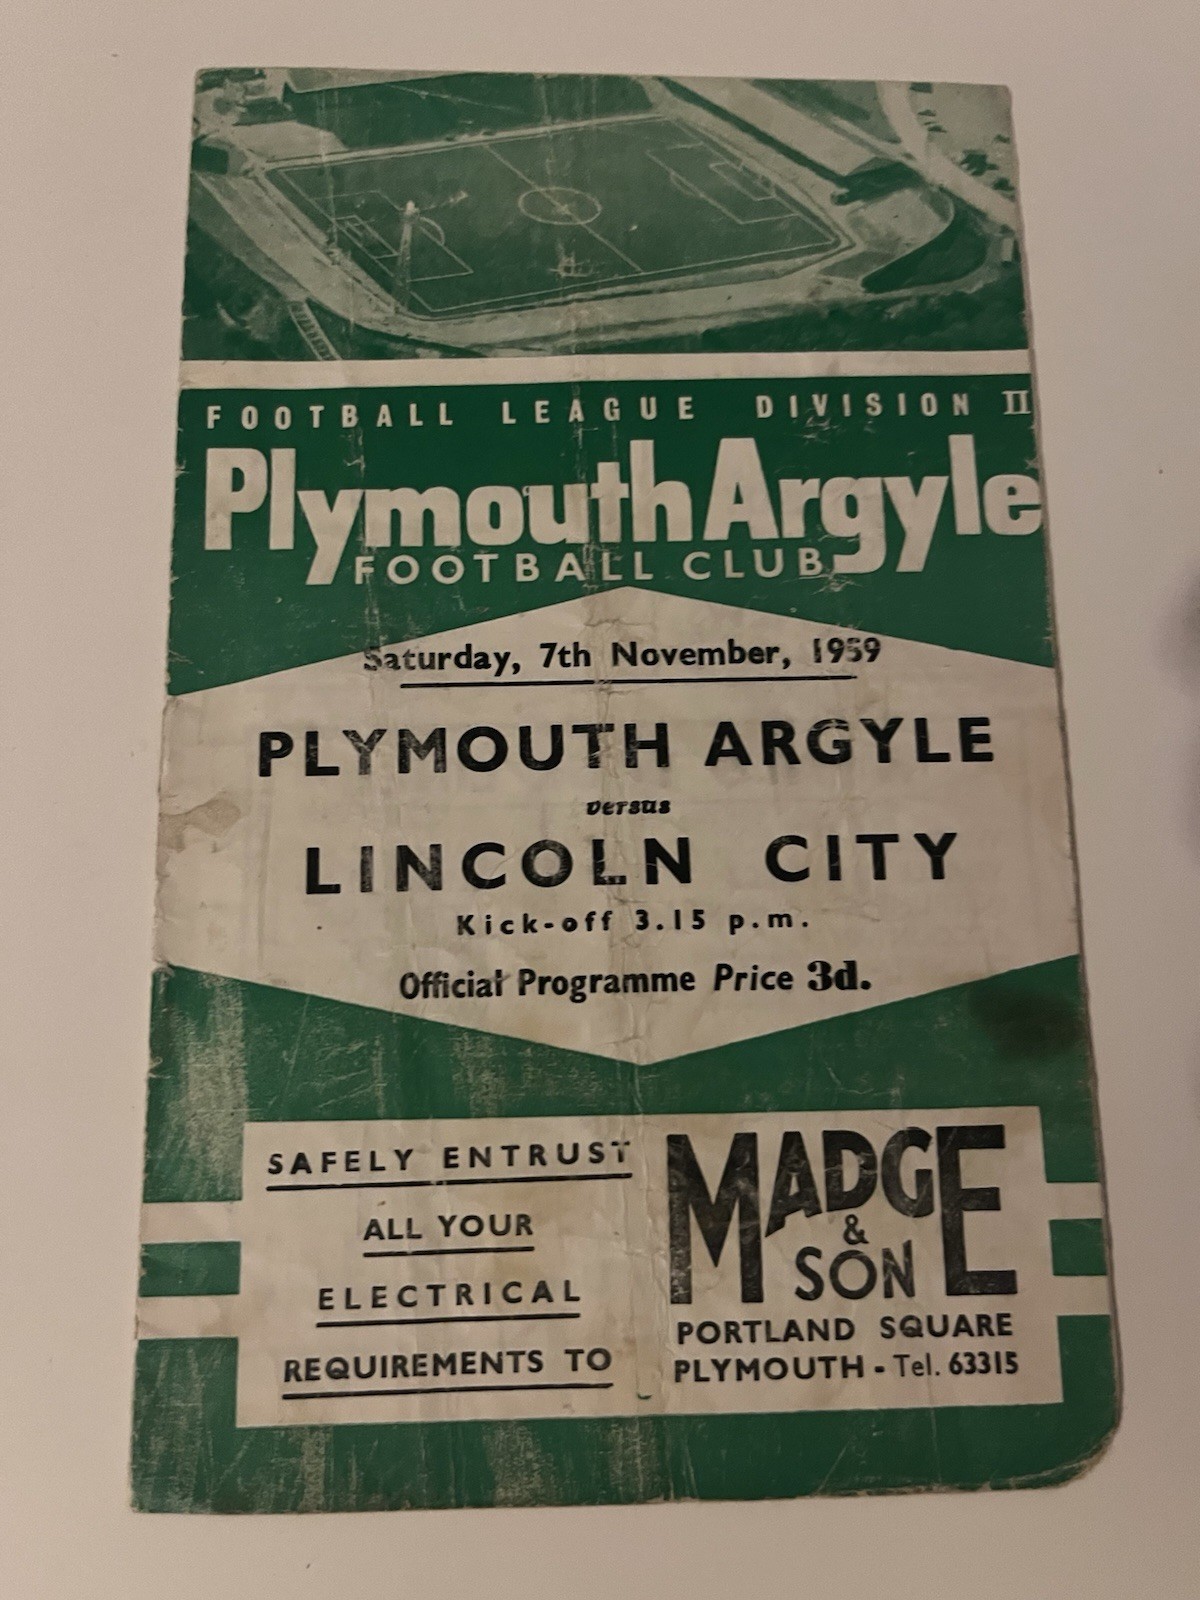 FOOTBALL LEAGUE DIVISION II
Plymouth Argyle
FOOTBALL CLUB
Saturday, 7th November, 1959
PLYMOUTH ARGYLE
versus
LINCOLN CITY
Kick-off 3.15 p.m.
Official Programme Price 3d.
SAFELY ENTRUST
ALL YOUR
ELECTRICAL
REQUIREMENTS TO
MADGE
&
SON
PORTLAND SQUARE
PLYMOUTH - Tel. 63315